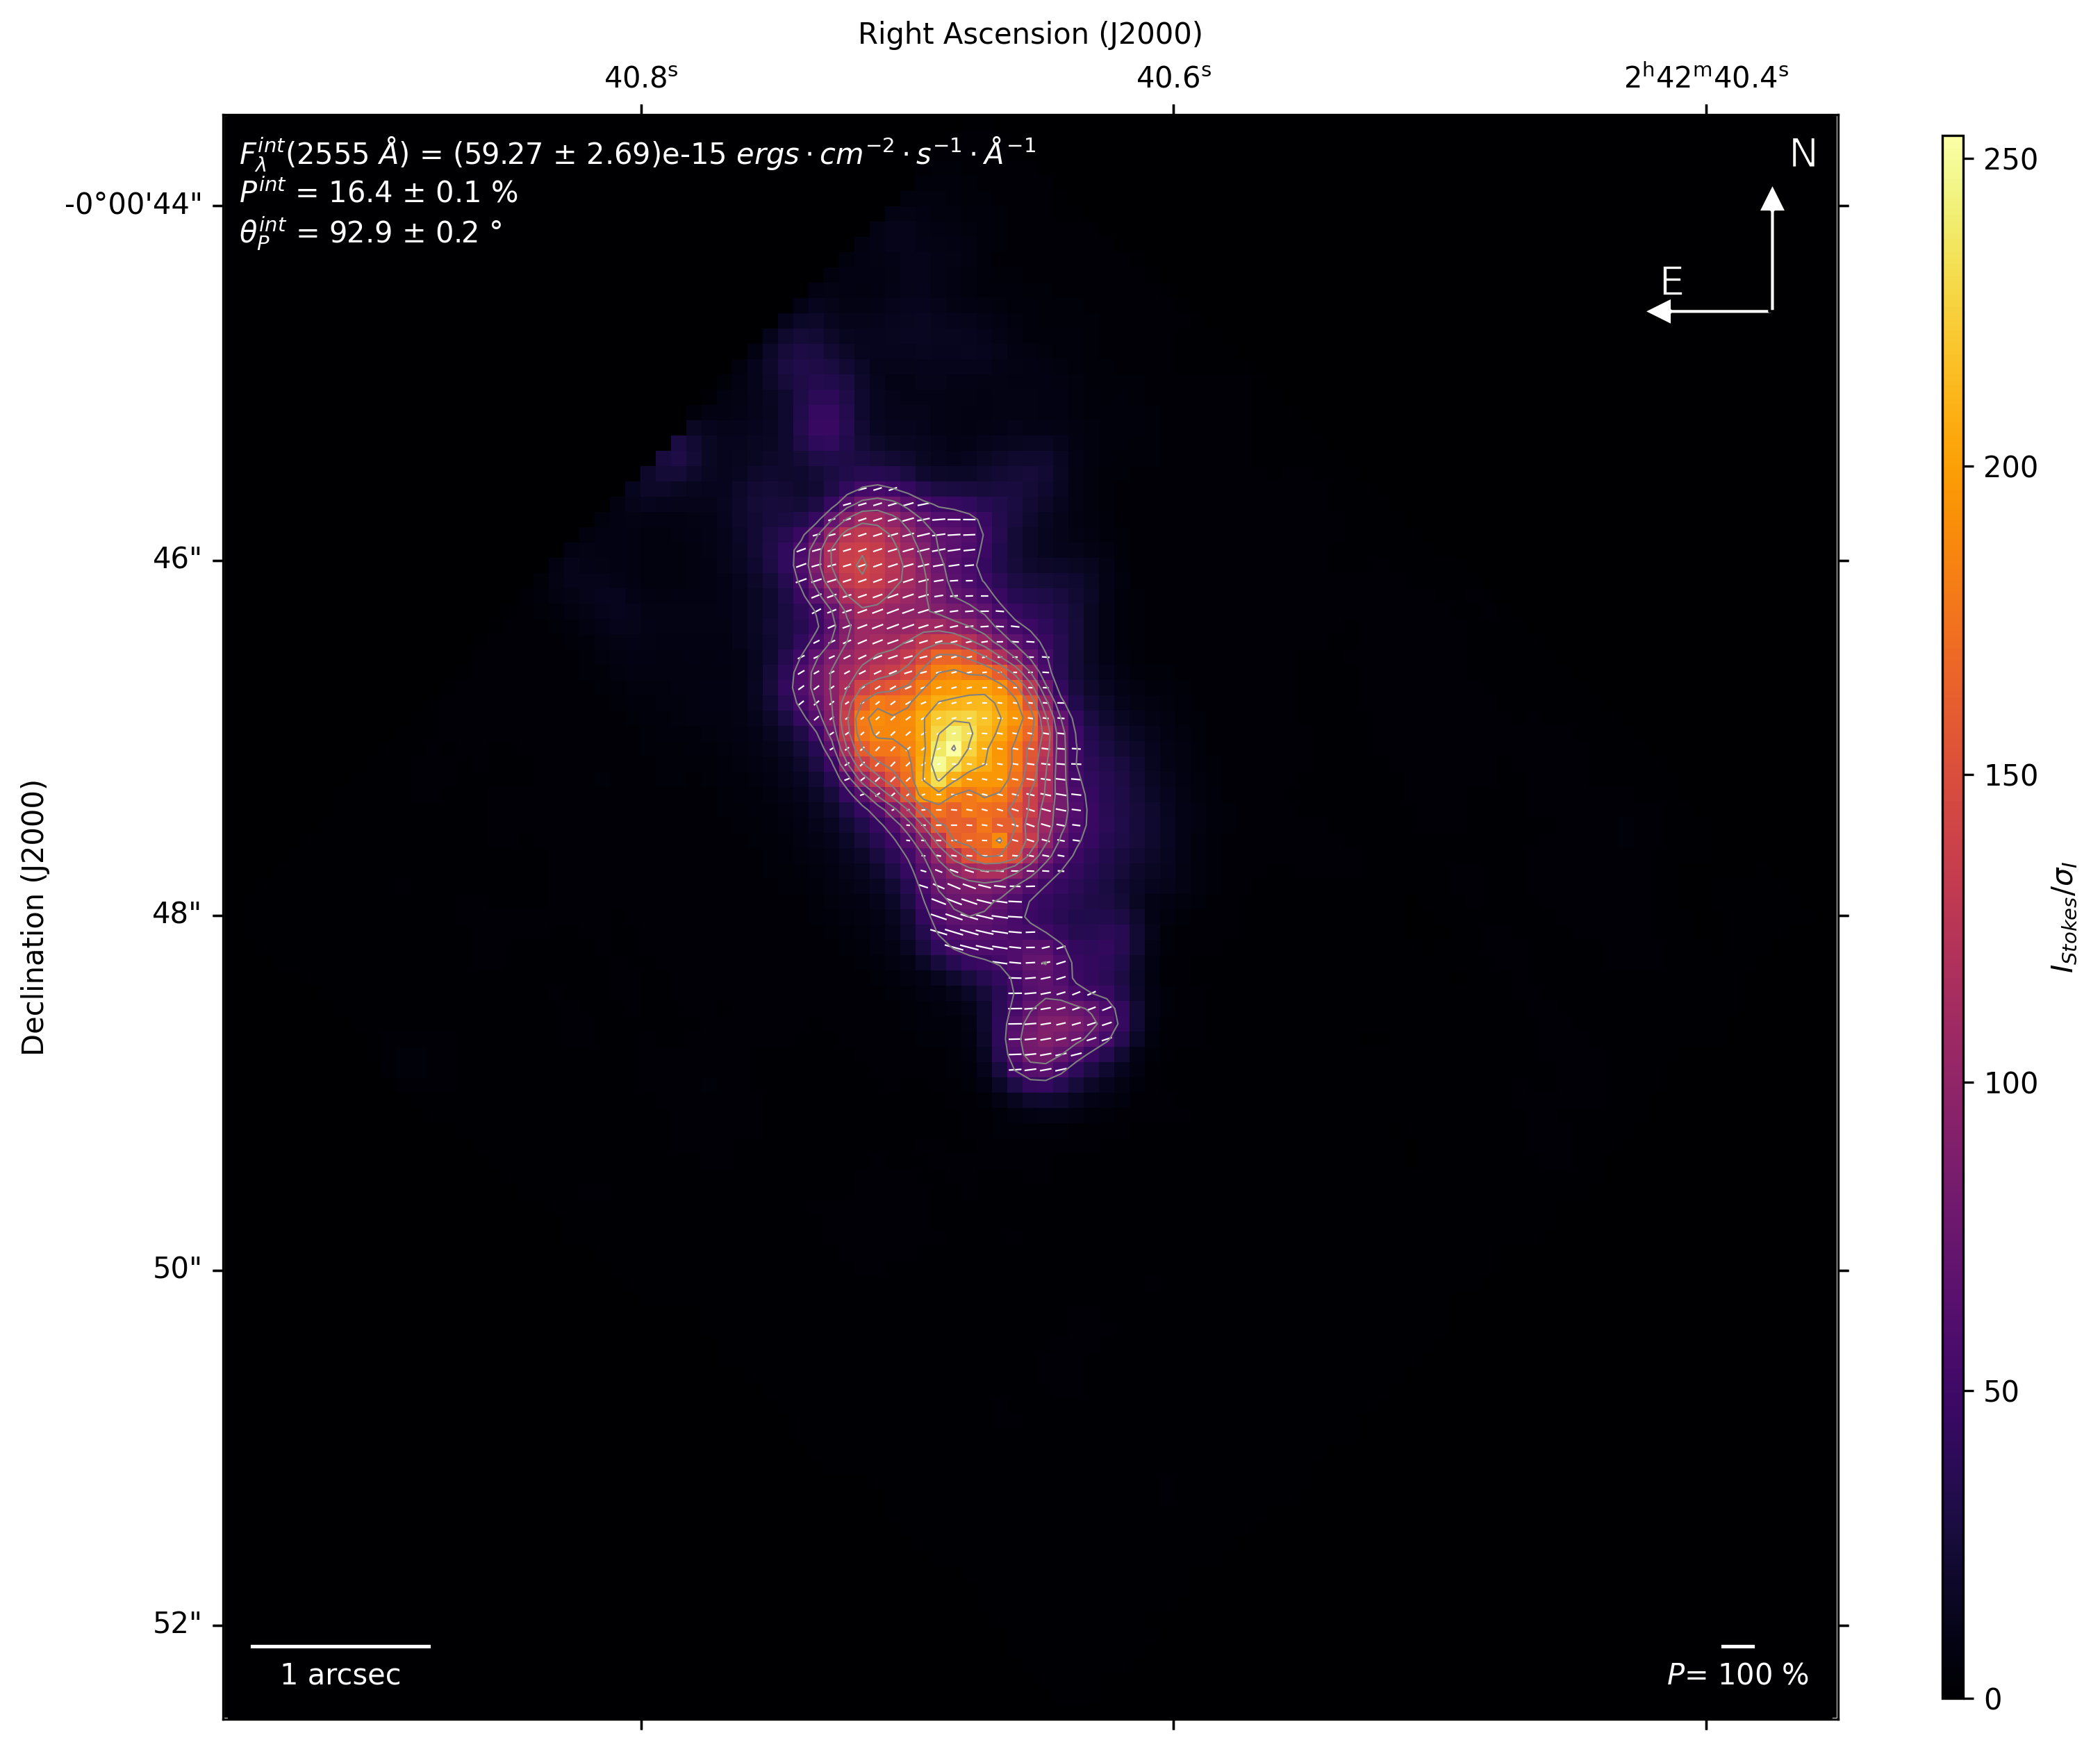 Right Ascension (J2000)
40.8ˢ 40.6ˢ 2ʰ42ᵐ40.4ˢ
F_λ^int(2555 Å) = (59.27 ± 2.69)e-15 ergs · cm⁻² · s⁻¹ · Å⁻¹
P^int = 16.4 ± 0.1 %
θ_P^int = 92.9 ± 0.2 °
N
E
-0°00'44"
46"
48"
50"
52"
Declination (J2000)
1 arcsec
P= 100 %
250
200
150
100
50
0
I_Stokes/σ_I